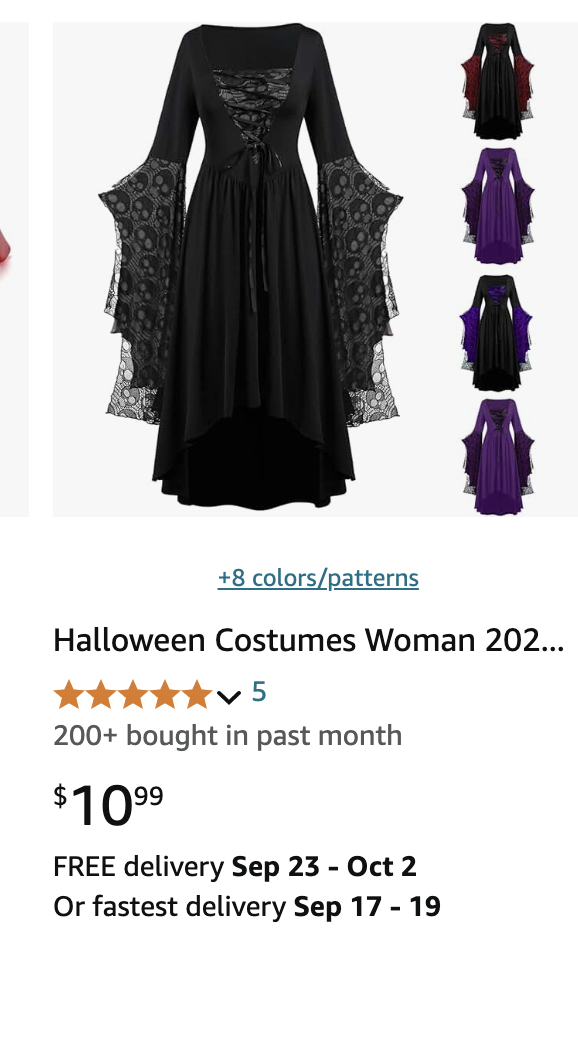 +8 colors/patterns
Halloween Costumes Woman 202...
5
200+ bought in past month
$10.99
FREE delivery Sep 23 - Oct 2
Or fastest delivery Sep 17 - 19